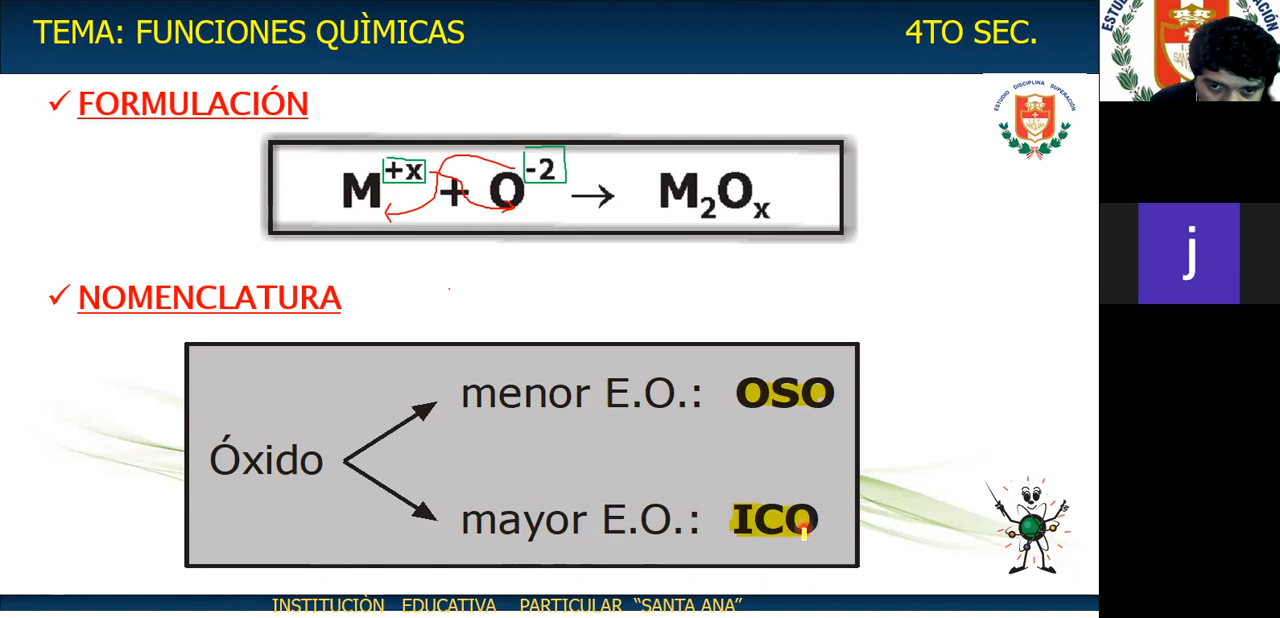 TEMA: FUNCIONES QUÌMICAS
4TO SEC.
FORMULACIÓN
ESTUDIO DISCIPLINA SUPERACIÓN
M+x + O-2 → M2Ox
NOMENCLATURA
j
menor E.O.: OSO
Óxido
mayor E.O.: ICO
INSTITUCIÒN EDUCATIVA PARTICULAR “SANTA ANA”